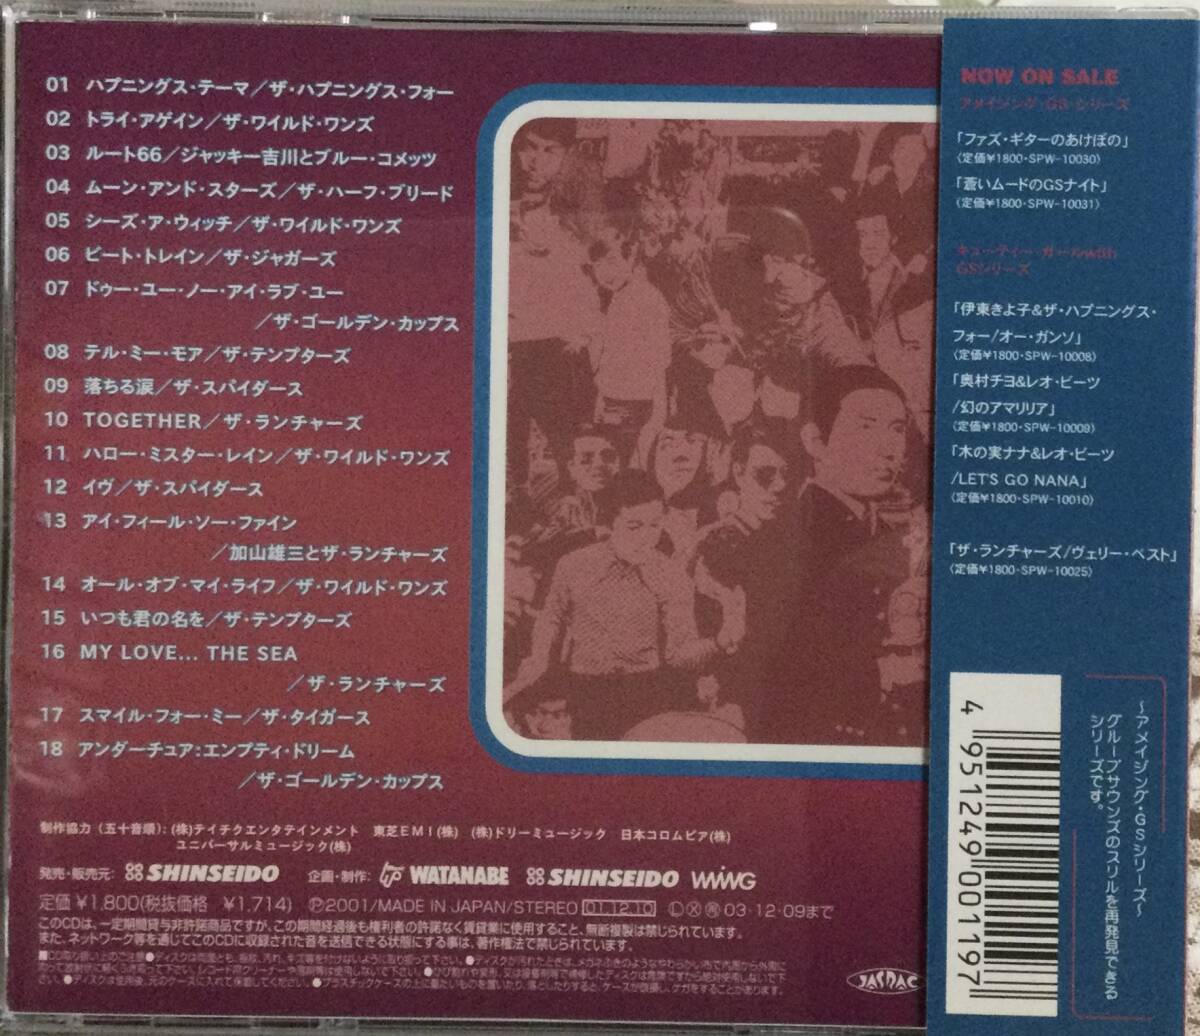 01 ハプニングス・テーマ／ザ・ハプニングス・フォー
02 トライ・アゲイン／ザ・ワイルド・ワンズ
03 ルート66／ジャッキー吉川とブルー・コメッツ
04 ムーン・アンド・スターズ／ザ・ハーフ・ブリード
05 シーズ・ア・ウィッチ／ザ・ワイルド・ワンズ
06 ビート・トレイン／ザ・ジャガーズ
07 ドゥー・ユー・ノー・アイ・ラブ・ユー
／ザ・ゴールデン・カップス
08 テル・ミー・モア／ザ・テンプターズ
09 落ちる涙／ザ・スパイダース
10 TOGETHER／ザ・ランチャーズ
11 ハロー・ミスター・レイン／ザ・ワイルド・ワンズ
12 イヴ／ザ・スパイダース
13 アイ・フィール・ソー・ファイン
／加山雄三とザ・ランチャーズ
14 オール・オブ・マイ・ライフ／ザ・ワイルド・ワンズ
15 いつも君の名を／ザ・テンプターズ
16 MY LOVE... THE SEA
／ザ・ランチャーズ
17 スマイル・フォー・ミー／ザ・タイガース
18 アンダーチュア:エンプティ・ドリーム
／ザ・ゴールデン・カップス
制作協力（五十音順）:(株)テイチクエンタテインメント 東芝EMI(株) (株)ドリーミュージック 日本コロムビア(株)
ユニバーサルミュージック(株)
発売・販売元: SHINSEIDO 企画・制作: WATANABE SHINSEIDO WWWG
定価 ¥1,800(税抜価格 ¥1,714) Ⓟ2001/MADE IN JAPAN/STEREO 01.12.10 Ⓛ Ⓧ 03・12・09まで
このCDは、一定期間貸与非許諾商品ですが、この期間経過後も権利者の許諾なく賃貸業に使用すること、無断複製は禁じられています。
また、ネットワーク等を通じてこのCDに収録された音を送信できる状態にする事は、著作権法で禁じられています。
JASRAC
NOW ON SALE
アメイジング・GS・シリーズ
「ファズ・ギターのあけぼの」
（定価¥1800・SPW-10030）
「蒼いムードのGSナイト」
（定価¥1800・SPW-10031）
キューティー・ガールwith
GSシリーズ
「伊東きよ子&ザ・ハプニングス・
フォー/オー・ガンソ」
（定価¥1800・SPW-10008）
「奥村チヨ&レオ・ビーツ
/幻のアマリリア」
（定価¥1800・SPW-10009）
「木の実ナナ&レオ・ビーツ
/LET'S GO NANA」
（定価¥1800・SPW-10010）
「ザ・ランチャーズ/ヴェリー・ベスト」
（定価¥1800・SPW-10025）
～アメイジング・GSシリーズ～
グループサウンズのスリルを再発見できる
シリーズです。
4 951249 001197